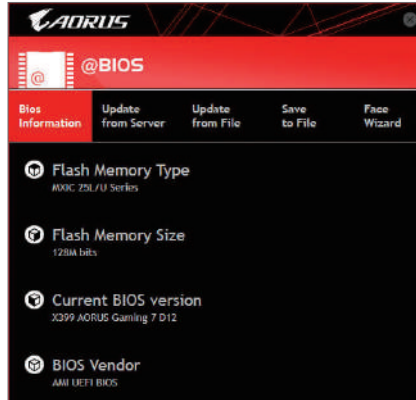 AORUS
@
@BIOS
Bios Information
Update from Server
Update from File
Save to File
Face Wizard
Flash Memory Type
MXIC 25L/U Series
Flash Memory Size
128M bits
Current BIOS version
X399 AORUS Gaming 7 D12
BIOS Vendor
AMI UEFI BIOS